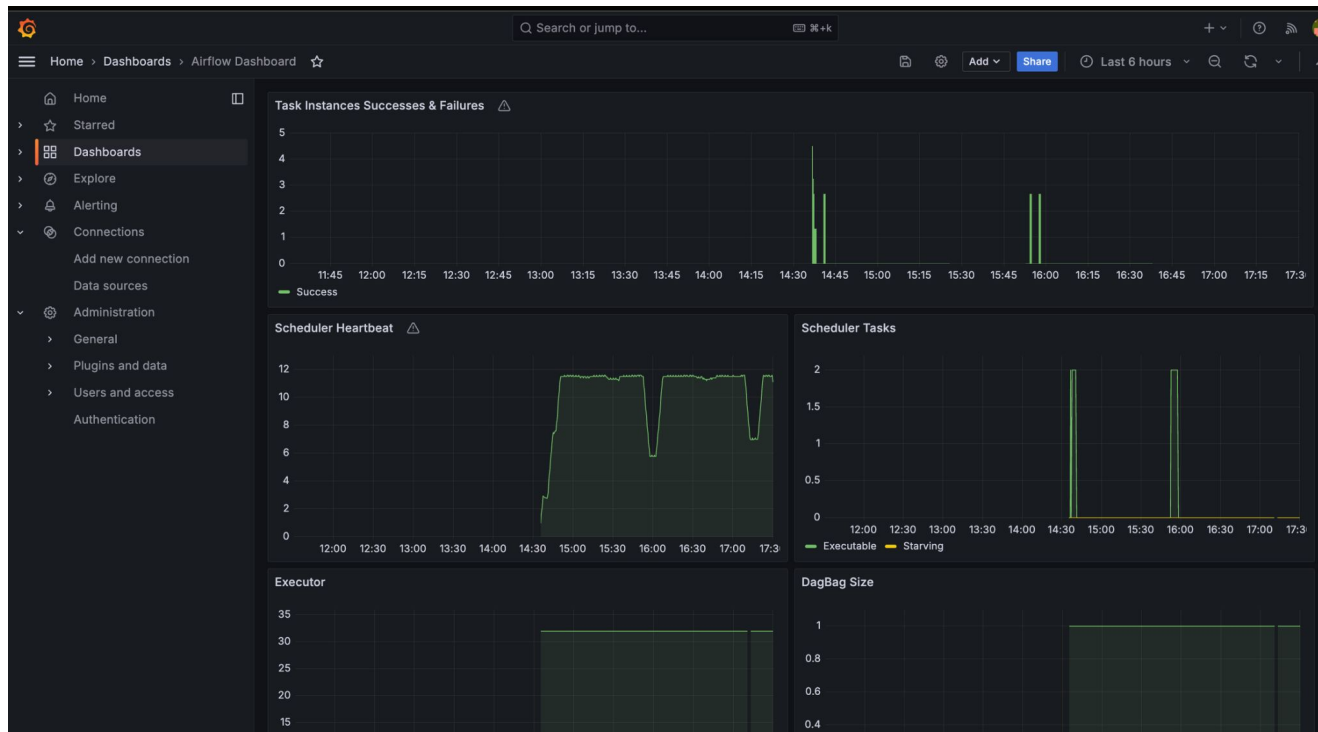 Search or jump to... ⌘+k
Home > Dashboards > Airflow Dashboard Add Share Last 6 hours
Home
Starred
Dashboards
Explore
Alerting
Connections
Add new connection
Data sources
Administration
General
Plugins and data
Users and access
Authentication
Task Instances Successes & Failures
5
4
3
2
1
0
11:45 12:00 12:15 12:30 12:45 13:00 13:15 13:30 13:45 14:00 14:15 14:30 14:45 15:00 15:15 15:30 15:45 16:00 16:15 16:30 16:45 17:00 17:15
Success
Scheduler Heartbeat
12
10
8
6
4
2
0
12:00 12:30 13:00 13:30 14:00 14:30 15:00 15:30 16:00 16:30 17:00
Scheduler Tasks
2
1.5
1
0.5
0
12:00 12:30 13:00 13:30 14:00 14:30 15:00 15:30 16:00 16:30 17:00
Executable Starving
Executor
35
30
25
20
15
DagBag Size
1
0.8
0.6
0.4